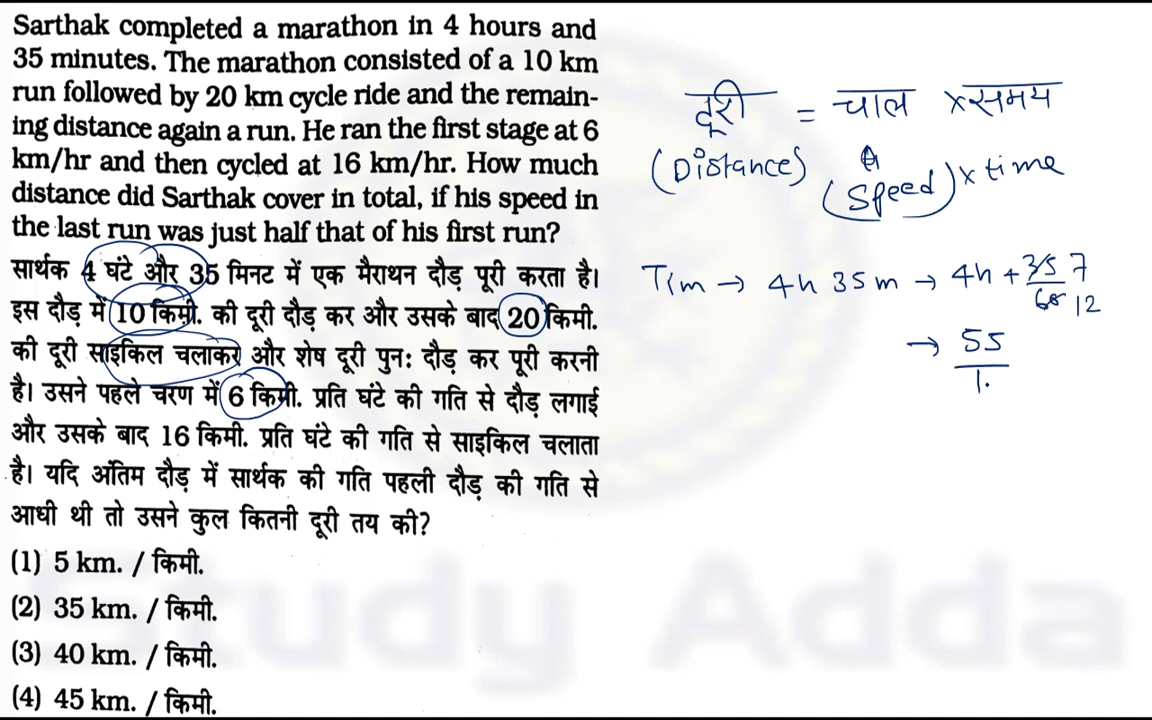 Sarthak completed a marathon in 4 hours and
35 minutes. The marathon consisted of a 10 km
run followed by 20 km cycle ride and the remain-
ing distance again a run. He ran the first stage at 6
km/hr and then cycled at 16 km/hr. How much
distance did Sarthak cover in total, if his speed in
the last run was just half that of his first run?
सार्थक 4 घंटे और 35 मिनट में एक मैराथन दौड़ पूरी करता है।
इस दौड़ में 10 किमी. की दूरी दौड़ कर और उसके बाद 20 किमी.
की दूरी साइकिल चलाकर और शेष दूरी पुनः दौड़ कर पूरी करनी
है। उसने पहले चरण में 6 किमी. प्रति घंटे की गति से दौड़ लगाई
और उसके बाद 16 किमी. प्रति घंटे की गति से साइकिल चलाता
है। यदि अंतिम दौड़ में सार्थक की गति पहली दौड़ की गति से
आधी थी तो उसने कुल कितनी दूरी तय की?
(1) 5 km. / किमी.
(2) 35 km. / किमी.
(3) 40 km. / किमी.
(4) 45 km. / किमी.
दूरी = चाल × समय
(Distance) (Speed) × time
Tim → 4h 35m → 4h + 35/60 7/12
→ 55/1.
Study Adda